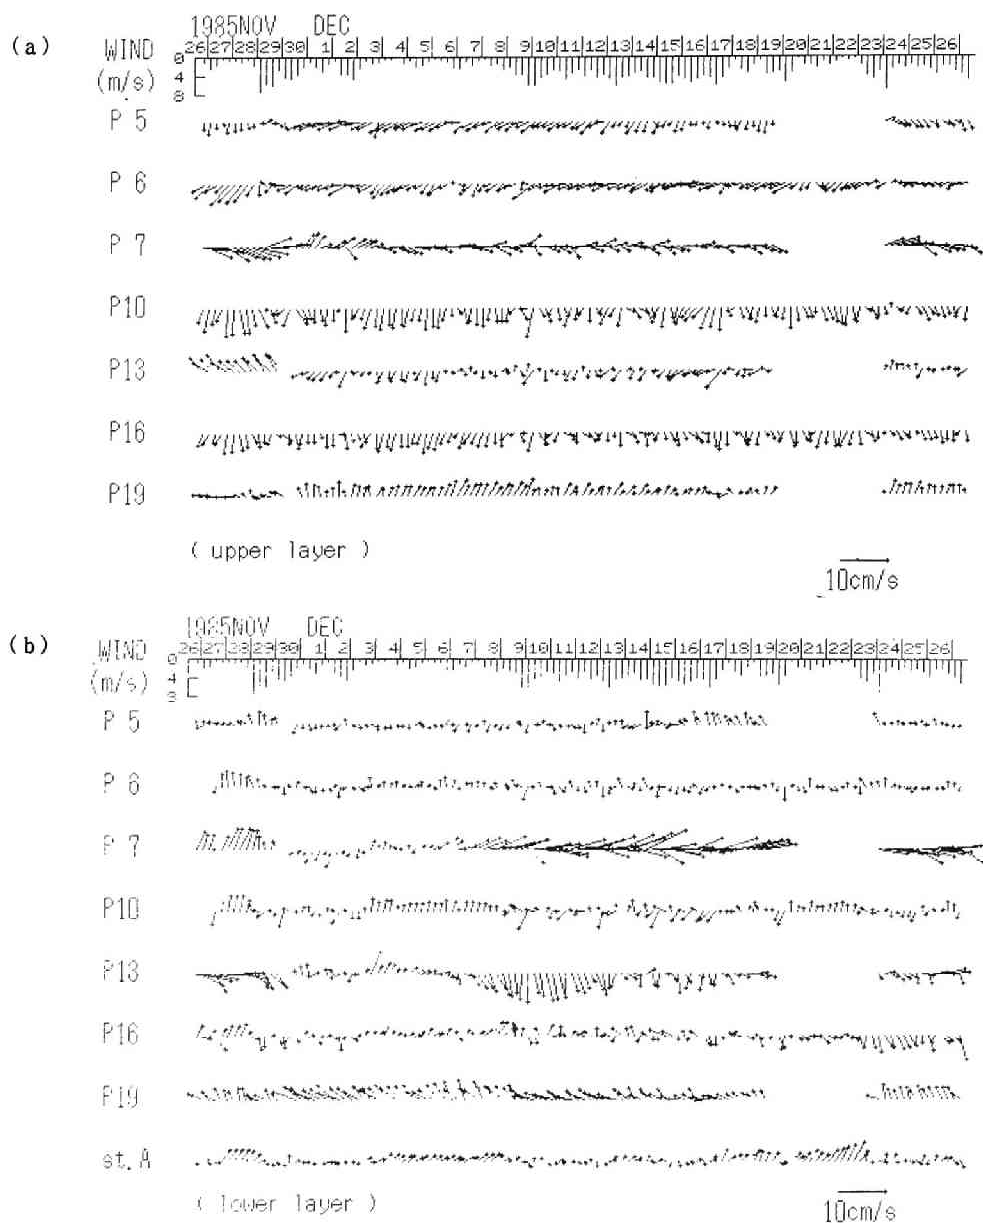 (a)
1985NOV DEC
WIND 26 27 28 29 30 1 2 3 4 5 6 7 8 9 10 11 12 13 14 15 16 17 18 19 20 21 22 23 24 25 26
(m/s) 0 4 8
P 5
P 6
P 7
P10
P13
P16
P19
( upper layer )
10cm/s
(b)
1985NOV DEC
WIND 26 27 28 29 30 1 2 3 4 5 6 7 8 9 10 11 12 13 14 15 16 17 18 19 20 21 22 23 24 25 26
(m/s) 0 4 8
P 5
P 6
P 7
P10
P13
P16
P19
st. A
( lower layer )
10cm/s